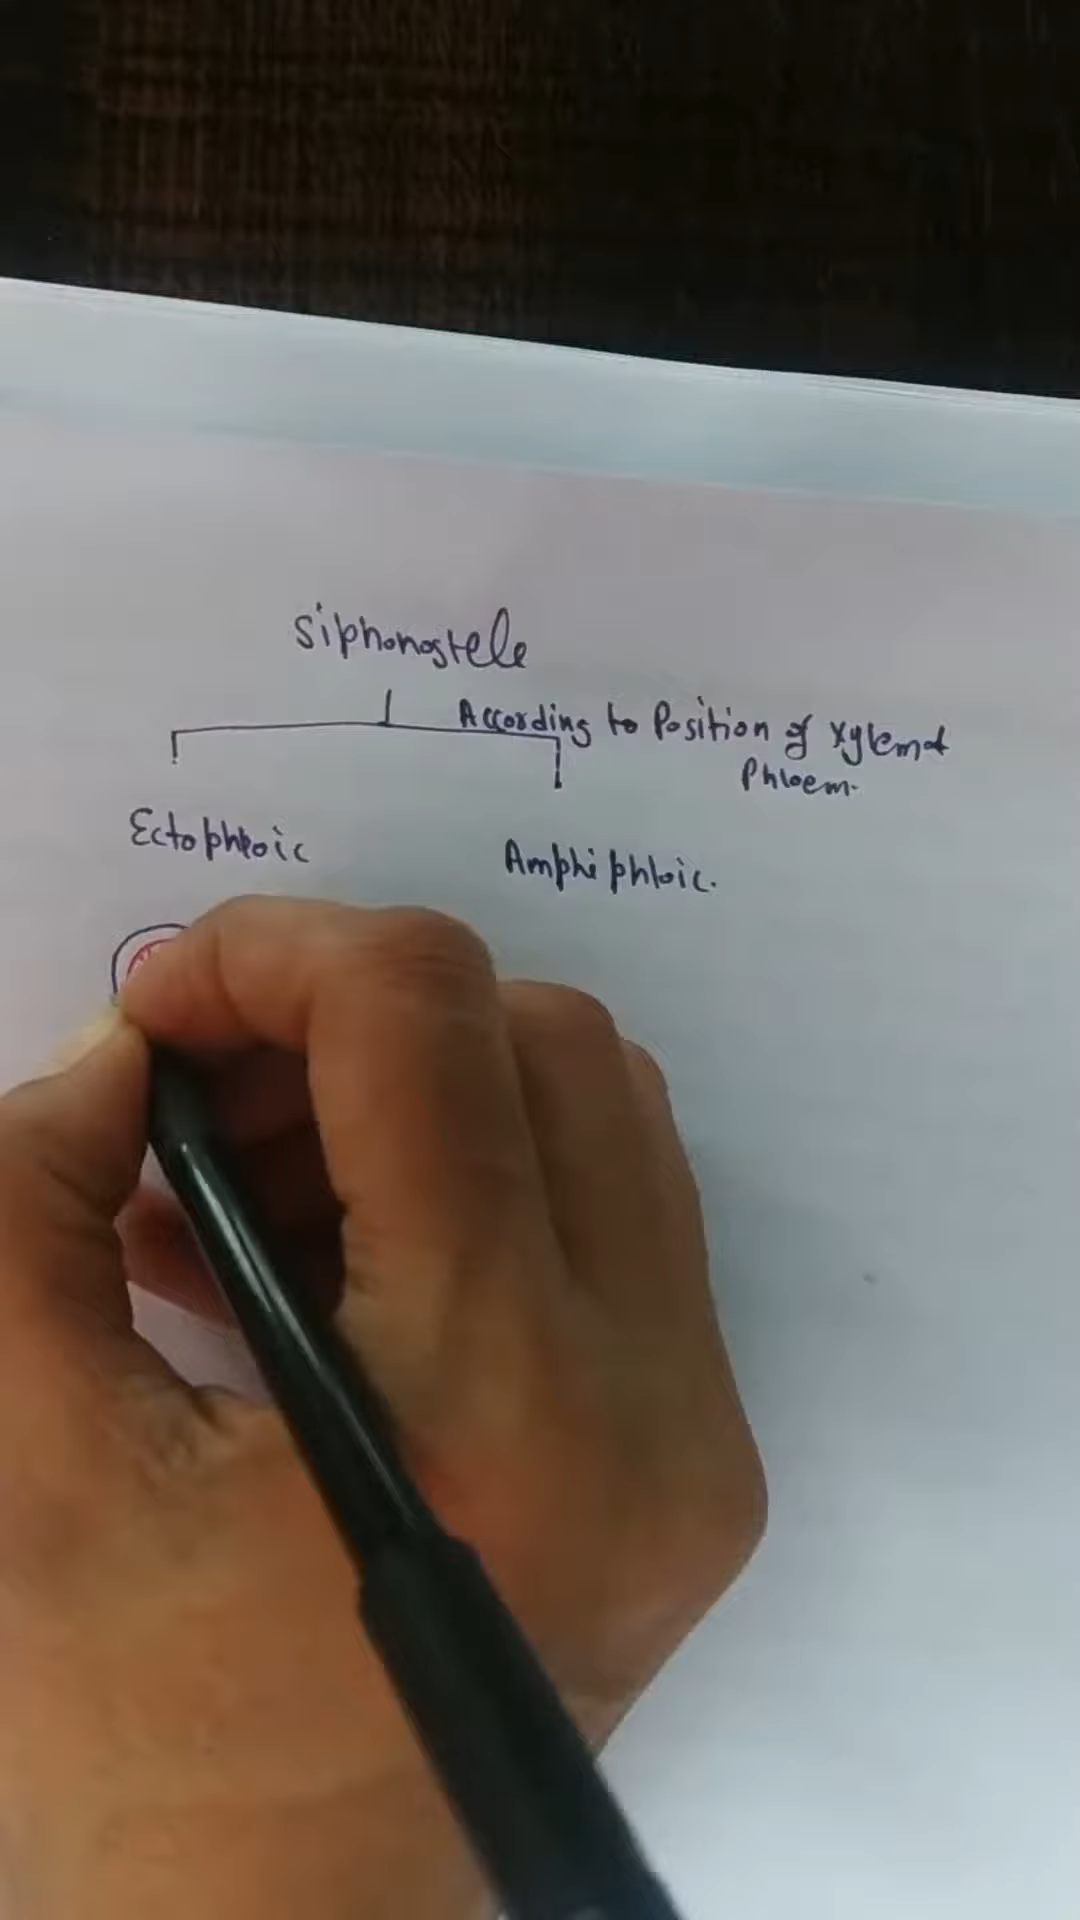 Siphonostele
According to Position of Xylem &
Phloem.
Ectophloic
Amphiphloic.